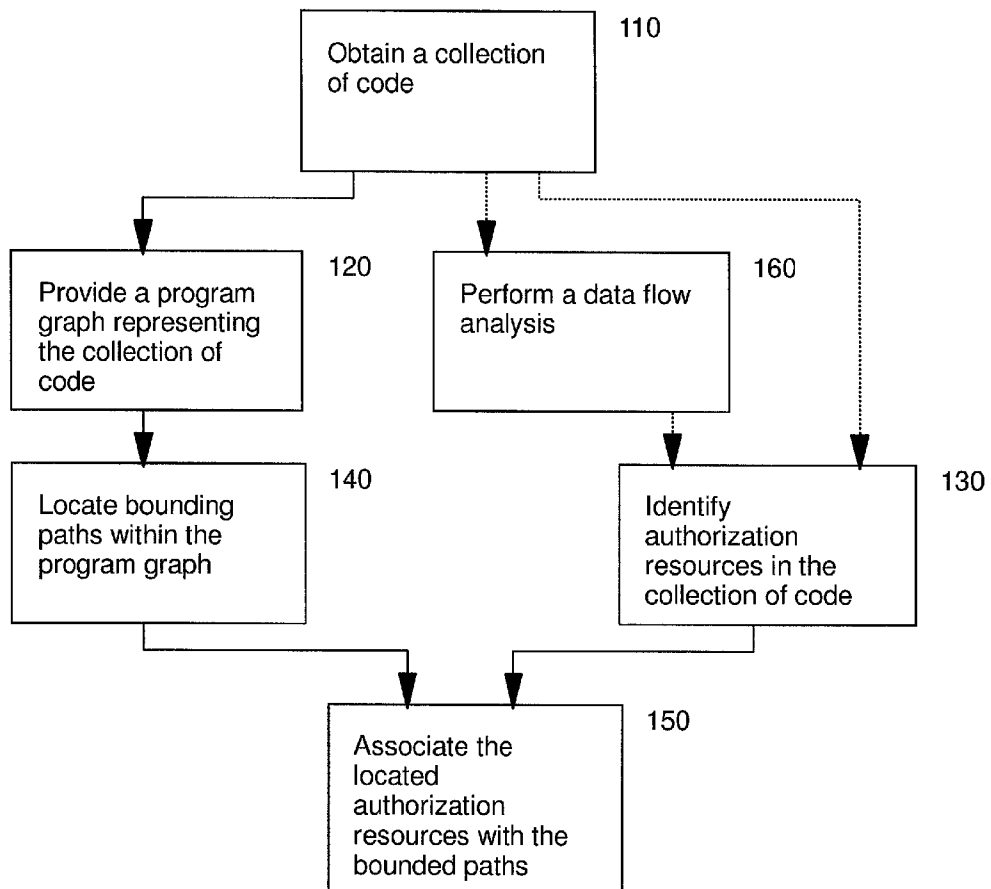 Obtain a collection
of code
110
Provide a program
graph representing
the collection of
code
120
Perform a data flow
analysis
160
Locate bounding
paths within the
program graph
140
Identify
authorization
resources in the
collection of code
130
Associate the
located
authorization
resources with the
bounded paths
150